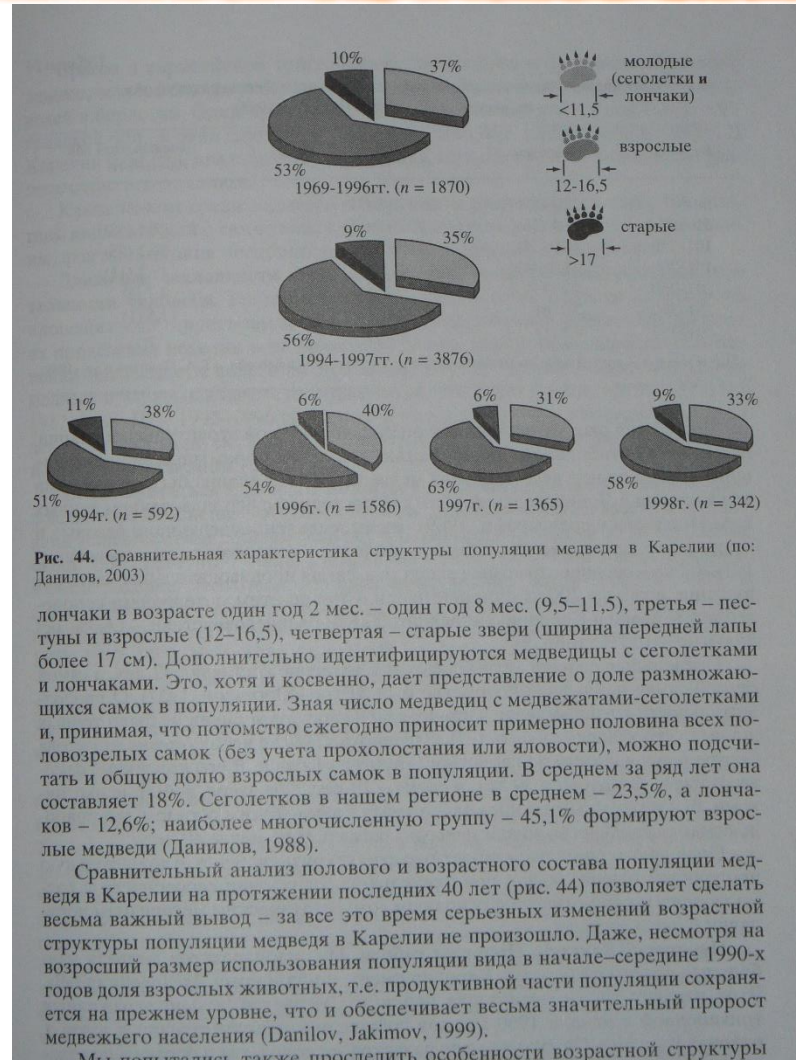 10%
37%
53%
1969-1996гг. (n = 1870)
молодые
(сеголетки и
лончаки)
<11,5
взрослые
12-16,5
старые
>17
9%
35%
56%
1994-1997гг. (n = 3876)
11%
38%
51%
1994г. (n = 592)
6%
40%
54%
1996г. (n = 1586)
6%
31%
63%
1997г. (n = 1365)
9%
33%
58%
1998г. (n = 342)
Рис. 44. Сравнительная характеристика структуры популяции медведя в Карелии (по:
Данилов, 2003)
лончаки в возрасте один год 2 мес. – один год 8 мес. (9,5–11,5), третья – пес-
туны и взрослые (12–16,5), четвертая – старые звери (ширина передней лапы
более 17 см). Дополнительно идентифицируются медведицы с сеголетками
и лончаками. Это, хотя и косвенно, дает представление о доле размножаю-
щихся самок в популяции. Зная число медведиц с медвежатами-сеголетками
и, принимая, что потомство ежегодно приносит примерно половина всех по-
ловозрелых самок (без учета прохолостания или яловости), можно подсчи-
тать и общую долю взрослых самок в популяции. В среднем за ряд лет она
составляет 18%. Сеголетков в нашем регионе в среднем – 23,5%, а лонча-
ков – 12,6%; наиболее многочисленную группу – 45,1% формируют взрос-
лые медведи (Данилов, 1988).
Сравнительный анализ полового и возрастного состава популяции мед-
ведя в Карелии на протяжении последних 40 лет (рис. 44) позволяет сделать
весьма важный вывод – за все это время серьезных изменений возрастной
структуры популяции медведя в Карелии не произошло. Даже, несмотря на
возросший размер использования популяции вида в начале–середине 1990-х
годов доля взрослых животных, т.е. продуктивной части популяции сохраня-
ется на прежнем уровне, что и обеспечивает весьма значительный прирост
медвежьего населения (Danilov, Jakimov, 1999).
Мы попытались также проследить особенности возрастной структуры